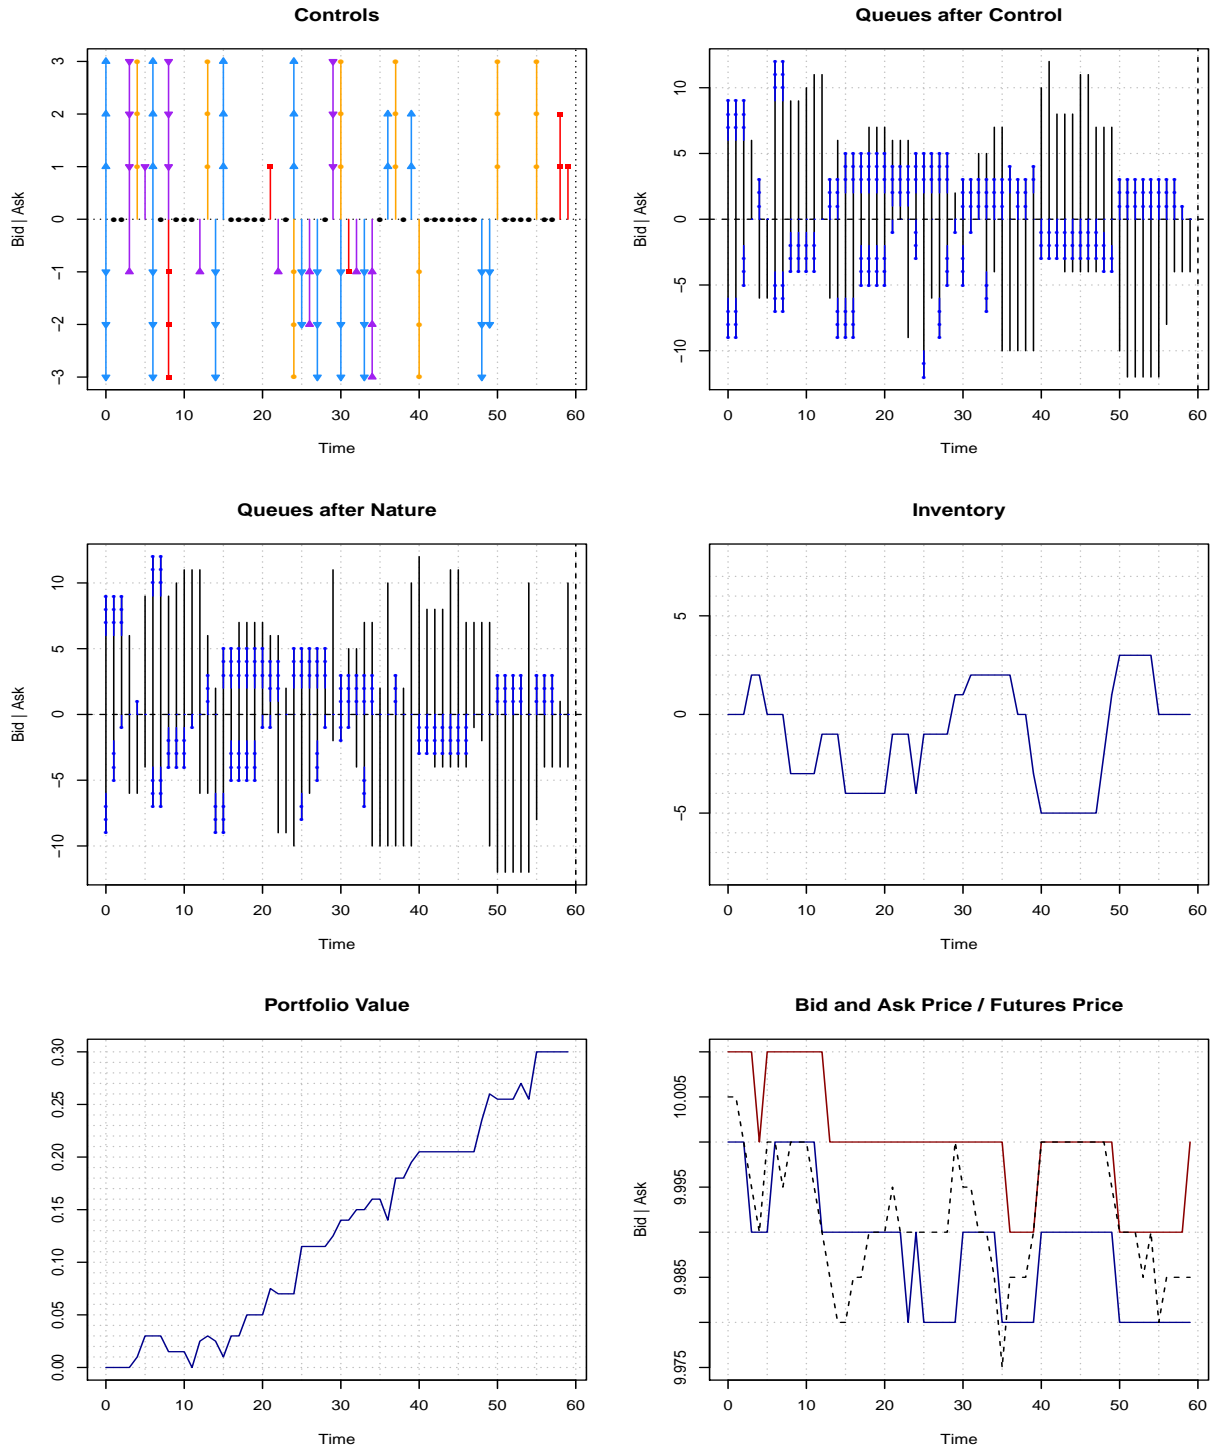 Controls
Bid | Ask
3
2
1
0
-1
-2
-3
0 10 20 30 40 50 60
Time
Queues after Control
Bid | Ask
10
5
0
−5
−10
0 10 20 30 40 50 60
Time
Queues after Nature
Bid | Ask
10
5
0
−5
−10
0 10 20 30 40 50 60
Time
Inventory
5
0
−5
0 10 20 30 40 50 60
Time
Portfolio Value
0.30
0.25
0.20
0.15
0.10
0.05
0.00
0 10 20 30 40 50 60
Time
Bid and Ask Price / Futures Price
Bid | Ask
10.005
9.995
9.985
9.975
0 10 20 30 40 50 60
Time